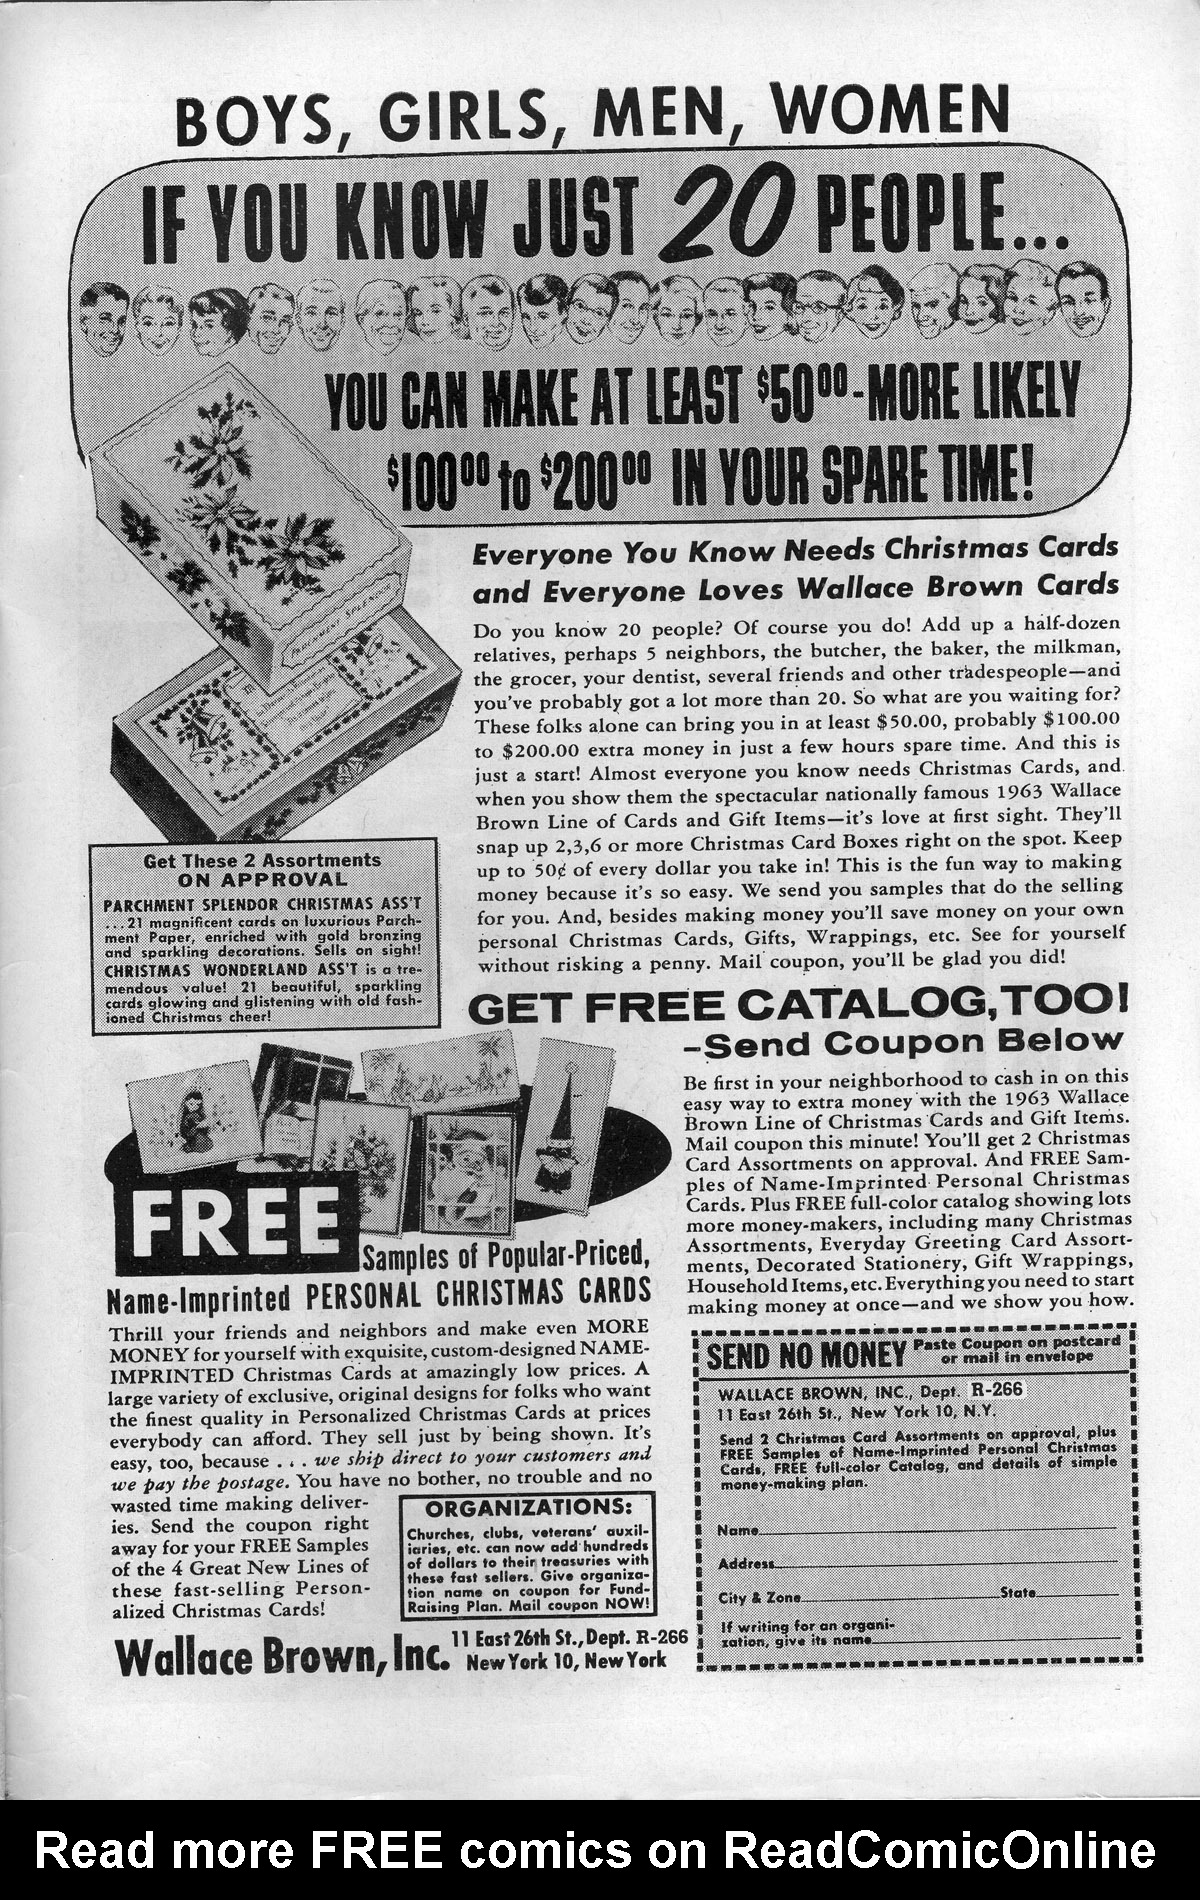 BOYS, GIRLS, MEN, WOMEN
IF YOU KNOW JUST 20 PEOPLE...
YOU CAN MAKE AT LEAST $50.00-MORE LIKELY
$100.00 to $200.00 IN YOUR SPARE TIME!
PARCHMENT SPLENDOR
Everyone You Know Needs Christmas Cards
and Everyone Loves Wallace Brown Cards
Do you know 20 people? Of course you do! Add up a half-dozen
relatives, perhaps 5 neighbors, the butcher, the baker, the milkman,
the grocer, your dentist, several friends and other tradespeople—and
you've probably got a lot more than 20. So what are you waiting for?
These folks alone can bring you in at least $50.00, probably $100.00
to $200.00 extra money in just a few hours spare time. And this is
just a start! Almost everyone you know needs Christmas Cards, and
when you show them the spectacular nationally famous 1963 Wallace
Brown Line of Cards and Gift Items—it's love at first sight. They'll
snap up 2,3,6 or more Christmas Card Boxes right on the spot. Keep
up to 50¢ of every dollar you take in! This is the fun way to making
money because it's so easy. We send you samples that do the selling
for you. And, besides making money you'll save money on your own
personal Christmas Cards, Gifts, Wrappings, etc. See for yourself
without risking a penny. Mail coupon, you'll be glad you did!
Get These 2 Assortments
ON APPROVAL
PARCHMENT SPLENDOR CHRISTMAS ASS'T
...21 magnificent cards on luxurious Parch-
ment Paper, enriched with gold bronzing
and sparkling decorations. Sells on sight!
CHRISTMAS WONDERLAND ASS'T is a tre-
mendous value! 21 beautiful, sparkling
cards glowing and glistening with old fash-
ioned Christmas cheer!
GET FREE CATALOG, TOO!
-Send Coupon Below
Be first in your neighborhood to cash in on this
easy way to extra money with the 1963 Wallace
Brown Line of Christmas Cards and Gift Items.
Mail coupon this minute! You'll get 2 Christmas
Card Assortments on approval. And FREE Sam-
ples of Name-Imprinted Personal Christmas
Cards. Plus FREE full-color catalog showing lots
more money-makers, including many Christmas
Assortments, Everyday Greeting Card Assort-
ments, Decorated Stationery, Gift Wrappings,
Household Items, etc. Everything you need to start
making money at once—and we show you how.
FREE
Samples of Popular-Priced,
Name-Imprinted PERSONAL CHRISTMAS CARDS
Thrill your friends and neighbors and make even MORE
MONEY for yourself with exquisite, custom-designed NAME-
IMPRINTED Christmas Cards at amazingly low prices. A
large variety of exclusive, original designs for folks who want
the finest quality in Personalized Christmas Cards at prices
everybody can afford. They sell just by being shown. It's
easy, too, because . . . we ship direct to your customers and
we pay the postage. You have no bother, no trouble and no
wasted time making deliver-
ies. Send the coupon right
away for your FREE Samples
of the 4 Great New Lines of
these fast-selling Person-
alized Christmas Cards!
ORGANIZATIONS:
Churches, clubs, veterans' auxil-
iaries, etc. can now add hundreds
of dollars to their treasuries with
these fast sellers. Give organiza-
tion name on coupon for Fund-
Raising Plan. Mail coupon NOW!
Wallace Brown, Inc. 11 East 26th St., Dept. R-266
New York 10, New York
SEND NO MONEY Paste Coupon on postcard
or mail in envelope
WALLACE BROWN, INC., Dept. R-266
11 East 26th St., New York 10, N.Y.
Send 2 Christmas Card Assortments on approval, plus
FREE Samples of Name-Imprinted Personal Christmas
Cards, FREE full-color Catalog, and details of simple
money-making plan.
Name
Address
City & Zone State
If writing for an organi-
zation, give its name
Read more FREE comics on ReadComicOnline